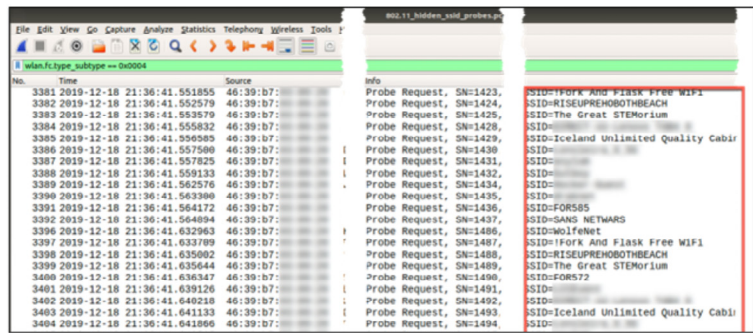 802.11_hidden_ssid_probes.pc
File Edit View Go Capture Analyze Statistics Telephony Wireless Tools
wlan.fc.type_subtype == 0x0004
No. Time Source Info
3381 2019-12-18 21:36:41.551855 46:39:b7: Probe Request, SN=1423, SSID=!Fork And Flask Free WiFi
3382 2019-12-18 21:36:41.552579 46:39:b7: Probe Request, SN=1424, SSID=RISEUPREHOBOTHBEACH
3383 2019-12-18 21:36:41.553579 46:39:b7: Probe Request, SN=1425, SSID=The Great STEMorium
3384 2019-12-18 21:36:41.555832 46:39:b7: Probe Request, SN=1428, SSID=
3385 2019-12-18 21:36:41.556585 46:39:b7: Probe Request, SN=1429, SSID=Iceland Unlimited Quality Cabin
3386 2019-12-18 21:36:41.557500 46:39:b7: Probe Request, SN=1430 SSID=
3387 2019-12-18 21:36:41.557825 46:39:b7: Probe Request, SN=1431, SSID=
3388 2019-12-18 21:36:41.559133 46:39:b7: Probe Request, SN=1432, SSID=
3389 2019-12-18 21:36:41.562576 46:39:b7: Probe Request, SN=1434, SSID=
3390 2019-12-18 21:36:41.563300 46:39:b7: Probe Request, SN=1435, SSID=
3391 2019-12-18 21:36:41.564172 46:39:b7: Probe Request, SN=1436, SSID=FOR585
3392 2019-12-18 21:36:41.564894 46:39:b7: Probe Request, SN=1437, SSID=SANS NETWARS
3396 2019-12-18 21:36:41.632963 46:39:b7: Probe Request, SN=1486, SSID=WolfeNet
3397 2019-12-18 21:36:41.633709 46:39:b7: Probe Request, SN=1487, SSID=!Fork And Flask Free WiFi
3398 2019-12-18 21:36:41.635002 46:39:b7: Probe Request, SN=1488, SSID=RISEUPREHOBOTHBEACH
3399 2019-12-18 21:36:41.635644 46:39:b7: Probe Request, SN=1489, SSID=The Great STEMorium
3400 2019-12-18 21:36:41.636347 46:39:b7: Probe Request, SN=1490, SSID=FOR572
3401 2019-12-18 21:36:41.639126 46:39:b7: Probe Request, SN=1491, SSID=
3402 2019-12-18 21:36:41.640218 46:39:b7: Probe Request, SN=1492, SSID=
3403 2019-12-18 21:36:41.641133 46:39:b7: Probe Request, SN=1493. SSID=Iceland Unlimited Quality Cabin
3404 2019-12-18 21:36:41.641866 46:39:b7: Probe Request, SN=1494 SSID=